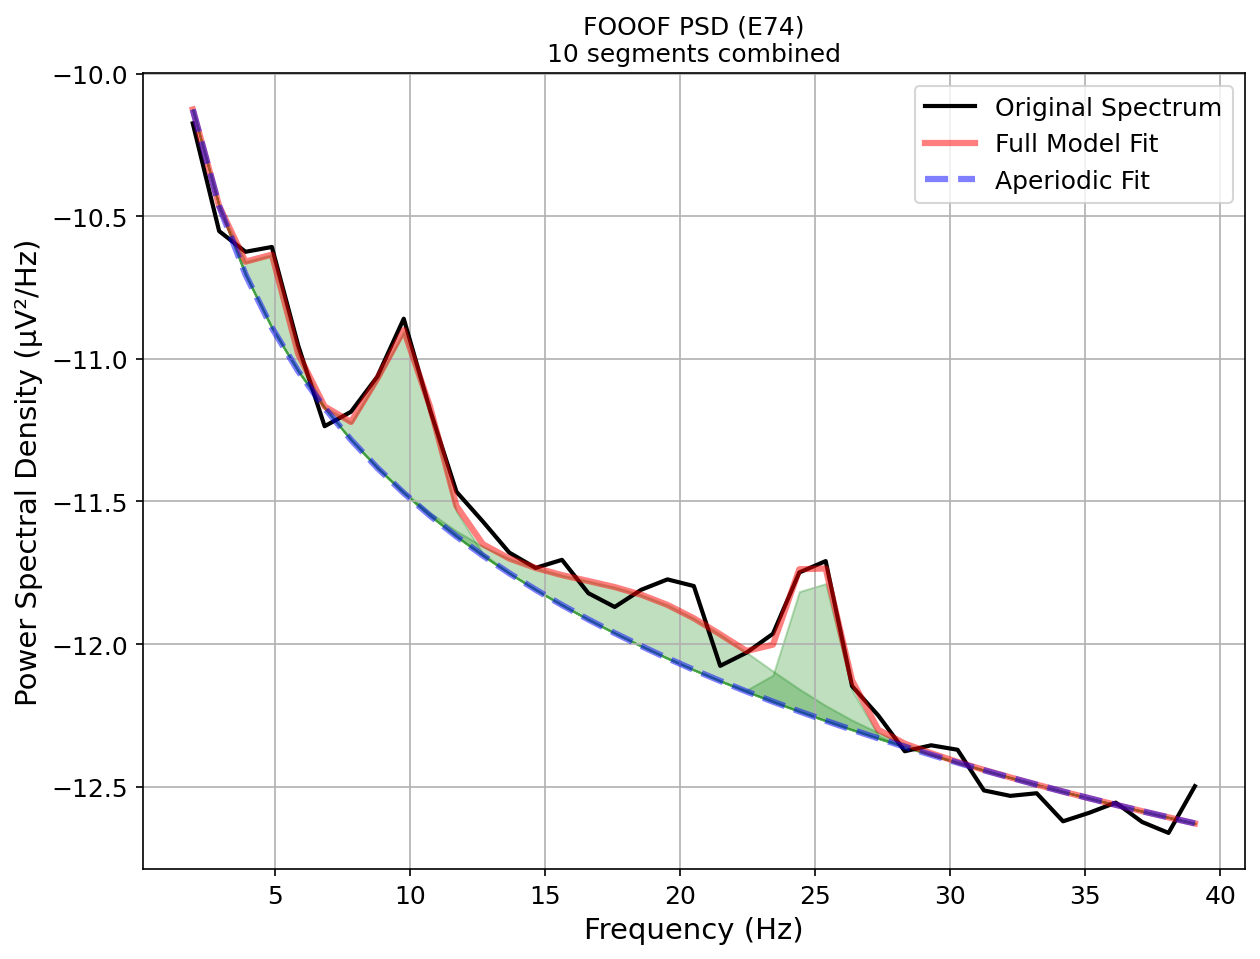 FOOOF PSD (E74)
10 segments combined
Original Spectrum
Full Model Fit
Aperiodic Fit
Power Spectral Density (µV²/Hz)
−10.0
−10.5
−11.0
−11.5
−12.0
−12.5
5 10 15 20 25 30 35 40
Frequency (Hz)